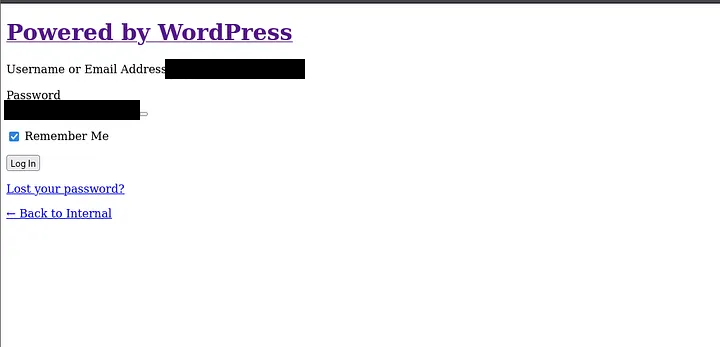 Powered by WordPress
Username or Email Address
Password
Remember Me
Log In
Lost your password?
← Back to Internal